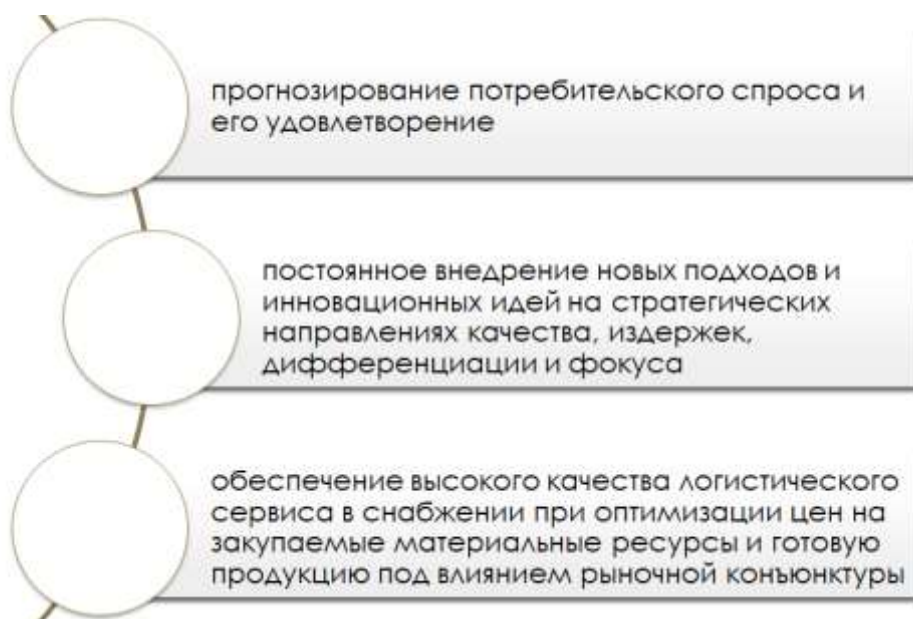 прогнозирование потребительского спроса и
его удовлетворение
постоянное внедрение новых подходов и
инновационных идей на стратегических
направлениях качества, издержек,
дифференциации и фокуса
обеспечение высокого качества логистического
сервиса в снабжении при оптимизации цен на
закупаемые материальные ресурсы и готовую
продукцию под влиянием рыночной конъюнктуры